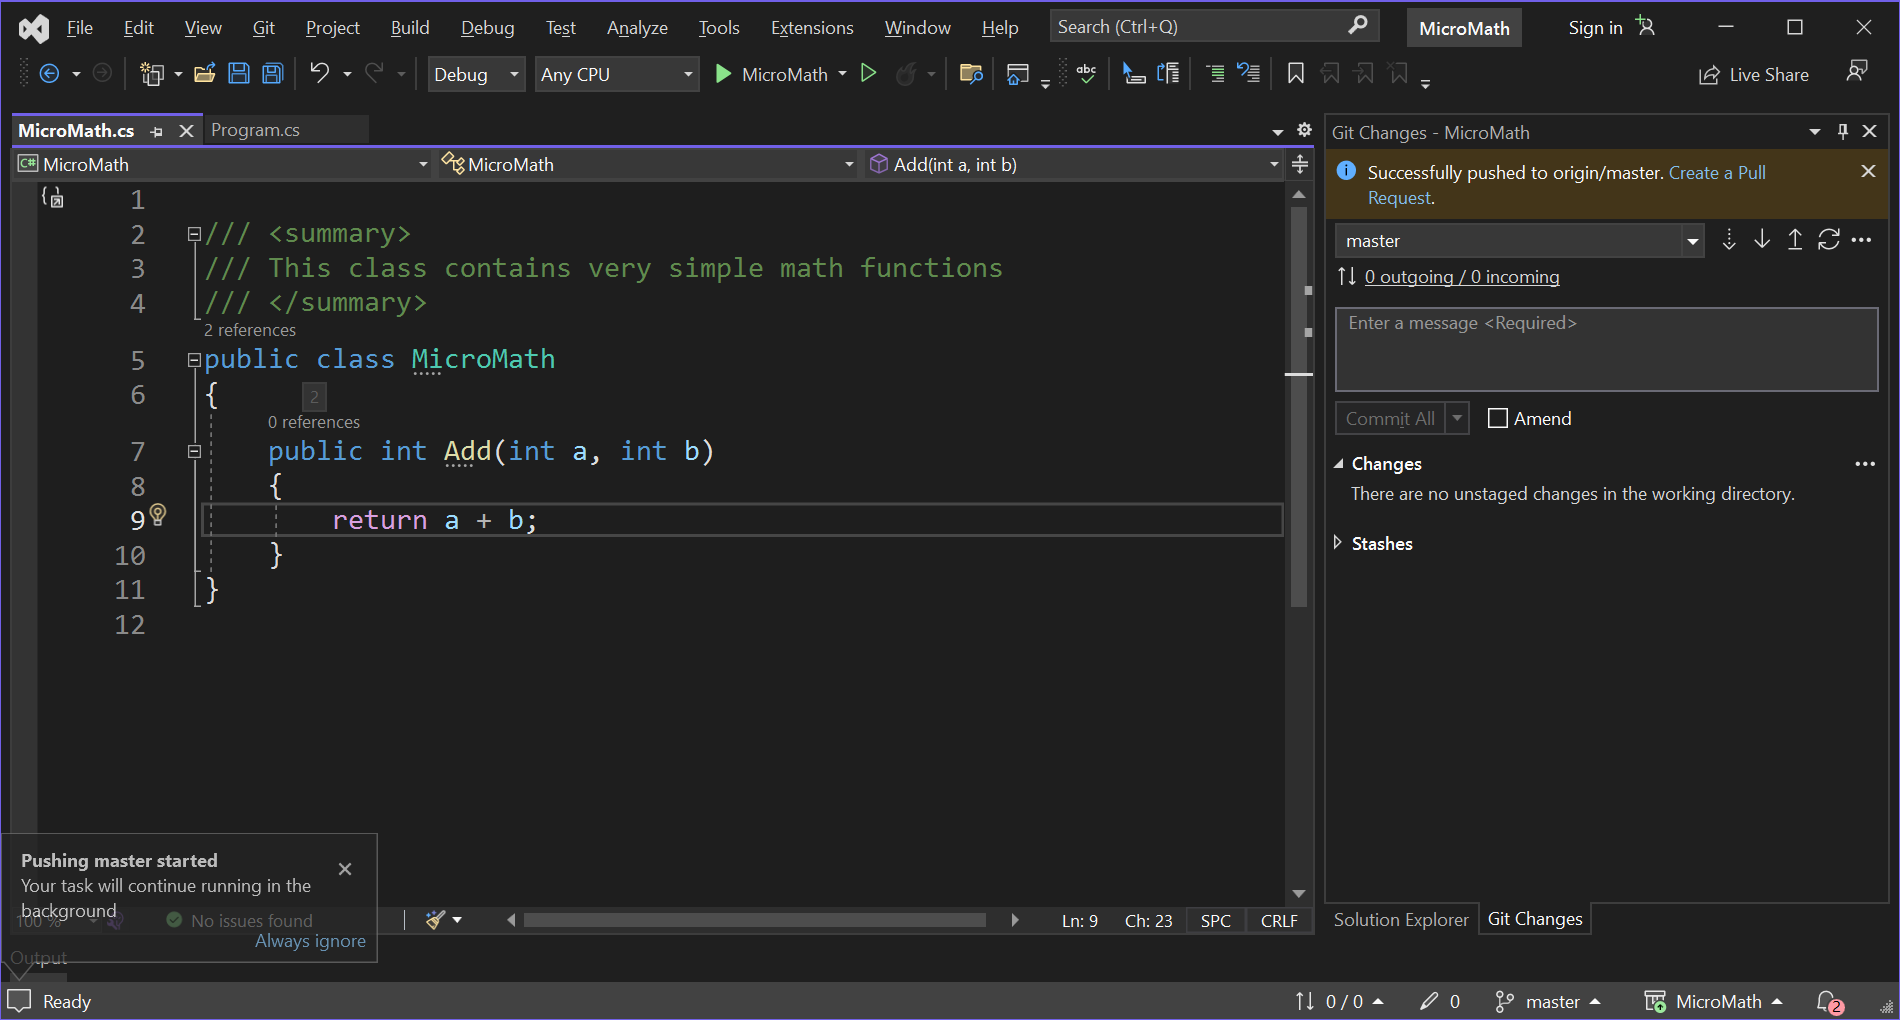 File Edit View Git Project Build Debug Test Analyze Tools Extensions Window Help Search (Ctrl+Q) MicroMath Sign in
Debug Any CPU MicroMath abc Live Share
MicroMath.cs Program.cs
C# MicroMath MicroMath Add(int a, int b)
1
2 /// <summary>
3 /// This class contains very simple math functions
4 /// </summary>
2 references
5 public class MicroMath
6 {
2
0 references
7 public int Add(int a, int b)
8 {
9 return a + b;
10 }
11 }
12
Git Changes - MicroMath
Successfully pushed to origin/master. Create a Pull
Request.
master
0 outgoing / 0 incoming
Enter a message <Required>
Commit All Amend
Changes
There are no unstaged changes in the working directory.
Stashes
Pushing master started
Your task will continue running in the
background
Always ignore
100 % No issues found Ln: 9 Ch: 23 SPC CRLF
Solution Explorer Git Changes
Output
Ready 0 / 0 0 master MicroMath 2